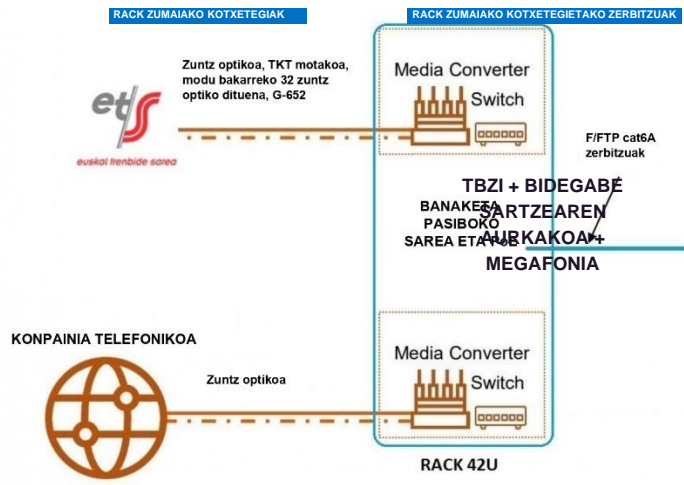 RACK ZUMAIAKO KOTXETEGIAK
RACK ZUMAIAKO KOTXETEGIETAKO ZERBITZUAK
Zuntz optikoa, TKT motakoa,
modu bakarreko 32 zuntz
optiko dituena, G-652
ets
euskal trenbide sarea
Media Converter
Switch
F/FTP cat6A
zerbitzuak
TBZI + BIDEGABE
SARTZEAREN
AURKAKOA +
MEGAFONIA
BANAKETA
PASIBOKO
SAREA ETA POE
KONPAINIA TELEFONIKOA
Zuntz optikoa
Media Converter
Switch
RACK 42U